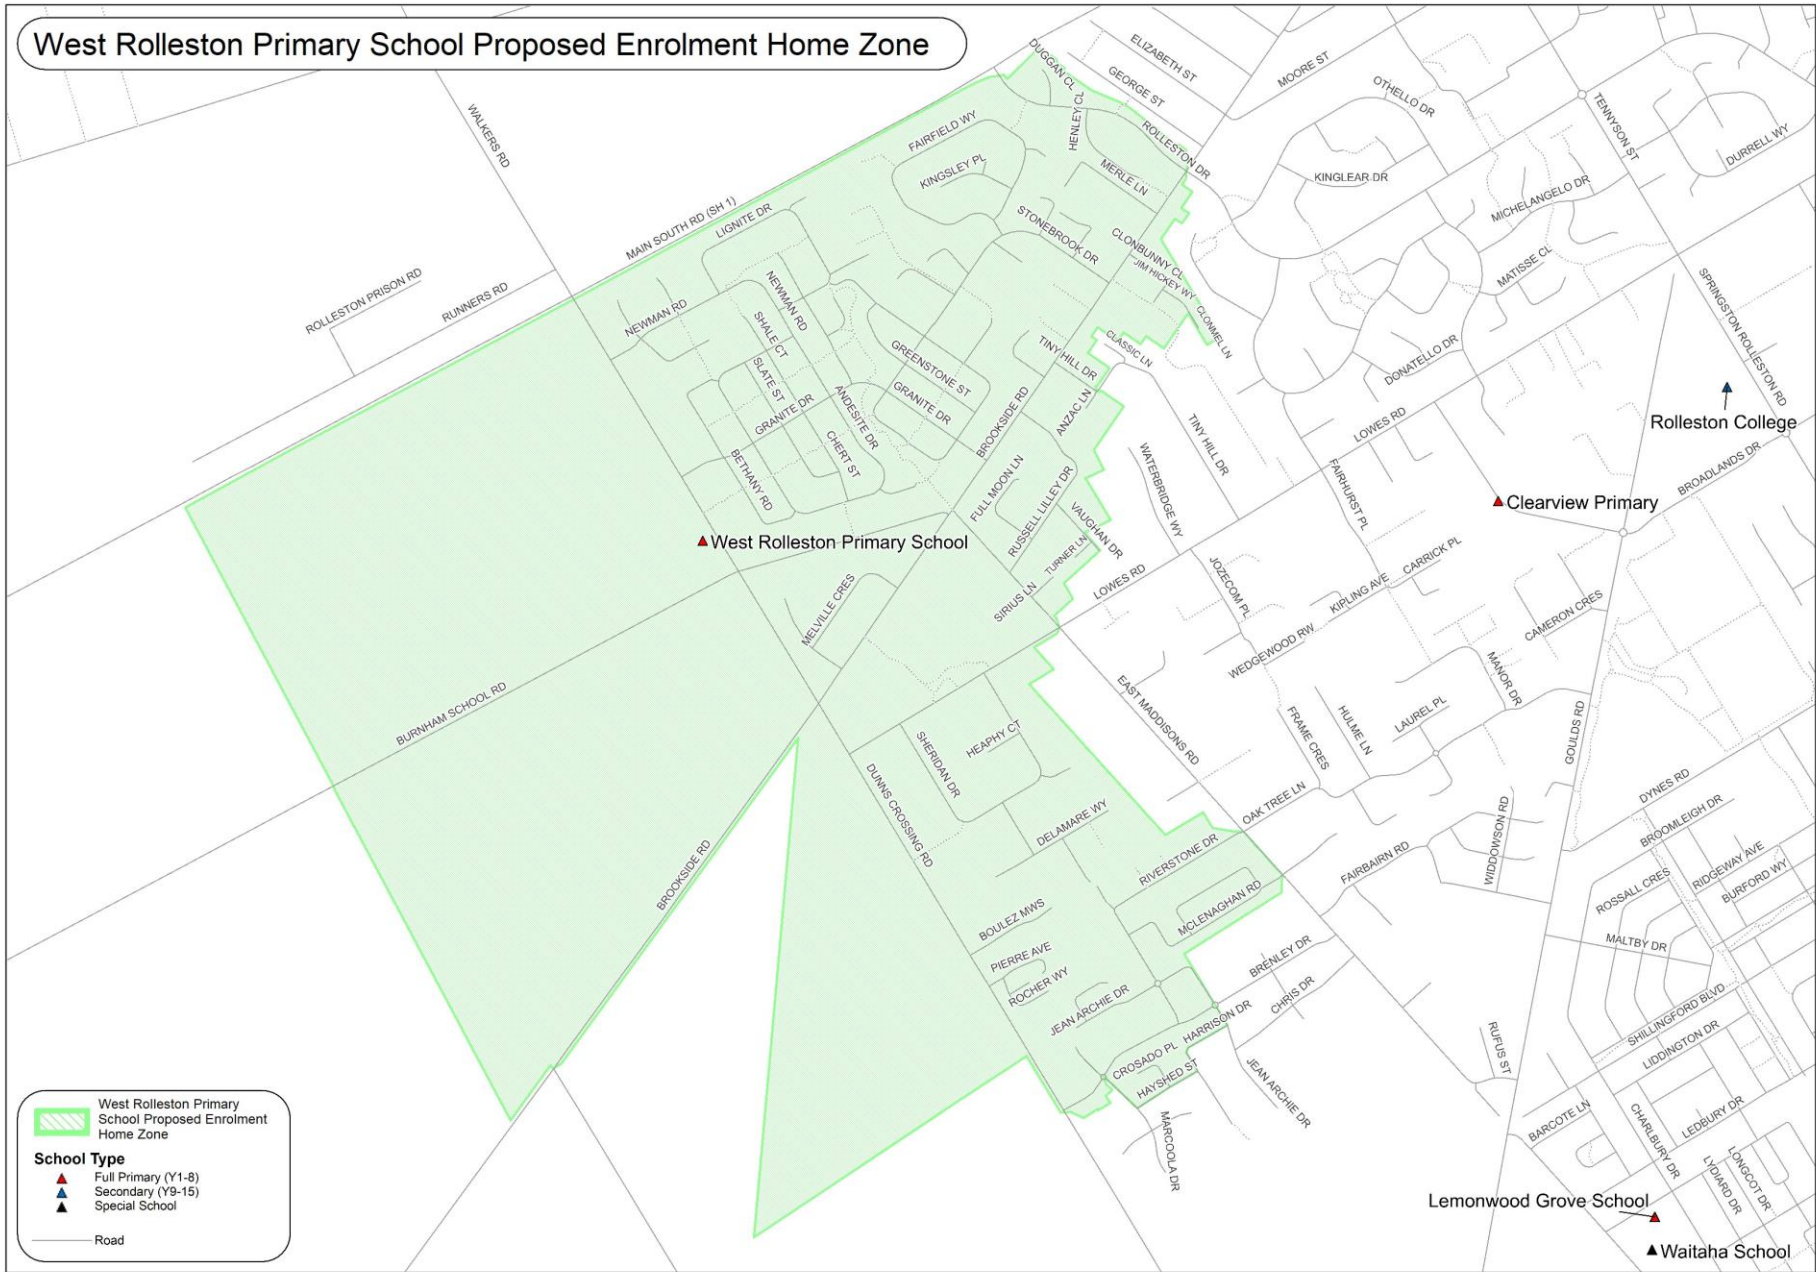 West Rolleston Primary School Proposed Enrolment Home Zone
DUGGAN CL
ELIZABETH ST
GEORGE ST
MOORE ST
OTHELLO DR
TENNYSON ST
DURRELL WY
WALKERS RD
FAIRFIELD WY
HENLEY CL
ROLLESTON DR
KINGSLEY PL
MERLE LN
KINGLEAR DR
MICHELANGELO DR
MAIN SOUTH RD (SH 1)
LIGNITE DR
STONEBROOK DR
CLONBUNNY CL
JIM HICKEY WY
MATISSE CL
SPRINGSTON ROLLESTON RD
ROLLESTON PRISON RD
RUNNERS RD
NEWMAN RD
NEWMAN RD
SHALE CT
SLATE ST
CLONMEL LN
CLASSIC LN
GREENSTONE ST
TINY HILL DR
DONATELLO DR
GRANITE DR
GRANITE DR
ANDESITE DR
BROOKSIDE RD
ANZAC LN
TINY HILL DR
LOWES RD
Rolleston College
CHERT ST
BETHANY RD
FULL MOON LN
RUSSELL LILLEY DR
WATERBRIDGE WY
FAIRHURST PL
BROADLANDS DR
Clearview Primary
VAUGHAN DR
TURNER LN
West Rolleston Primary School
JOZECOM PL
CARRICK PL
MELVILLE CRES
SIRIUS LN
LOWES RD
KIPLING AVE
CAMERON CRES
WEDGEWOOD RW
MANOR DR
BURNHAM SCHOOL RD
EAST MADDISONS RD
FRAME CRES
HULME LN
LAUREL PL
GOULDS RD
SHERIDAN DR
HEAPHY CT
DUNNS CROSSING RD
DELAMARE WY
OAK TREE LN
DYNES RD
BROOMLEIGH DR
WIDDOWSON RD
RIDGEWAY AVE
BURFORD WY
BROOKSIDE RD
RIVERSTONE DR
FAIRBAIRN RD
ROSSALL CRES
MCLENAGHAN RD
BOULEZ MWS
MALTBY DR
PIERRE AVE
ROCHER WY
BRENLEY DR
CHRIS DR
JEAN ARCHIE DR
HARRISON DR
SHILLINGFORD BLVD
LIDDINGTON DR
RUFUS ST
CROSADO PL
HAYSHED ST
JEAN ARCHIE DR
MARCOOLA DR
BARCOTE LN
CHARLBURY DR
LEDBURY DR
LYDIARD DR
LONGCOT DR
Lemonwood Grove School
Waitaha School
West Rolleston Primary
School Proposed Enrolment
Home Zone
School Type
Full Primary (Y1-8)
Secondary (Y9-15)
Special School
Road